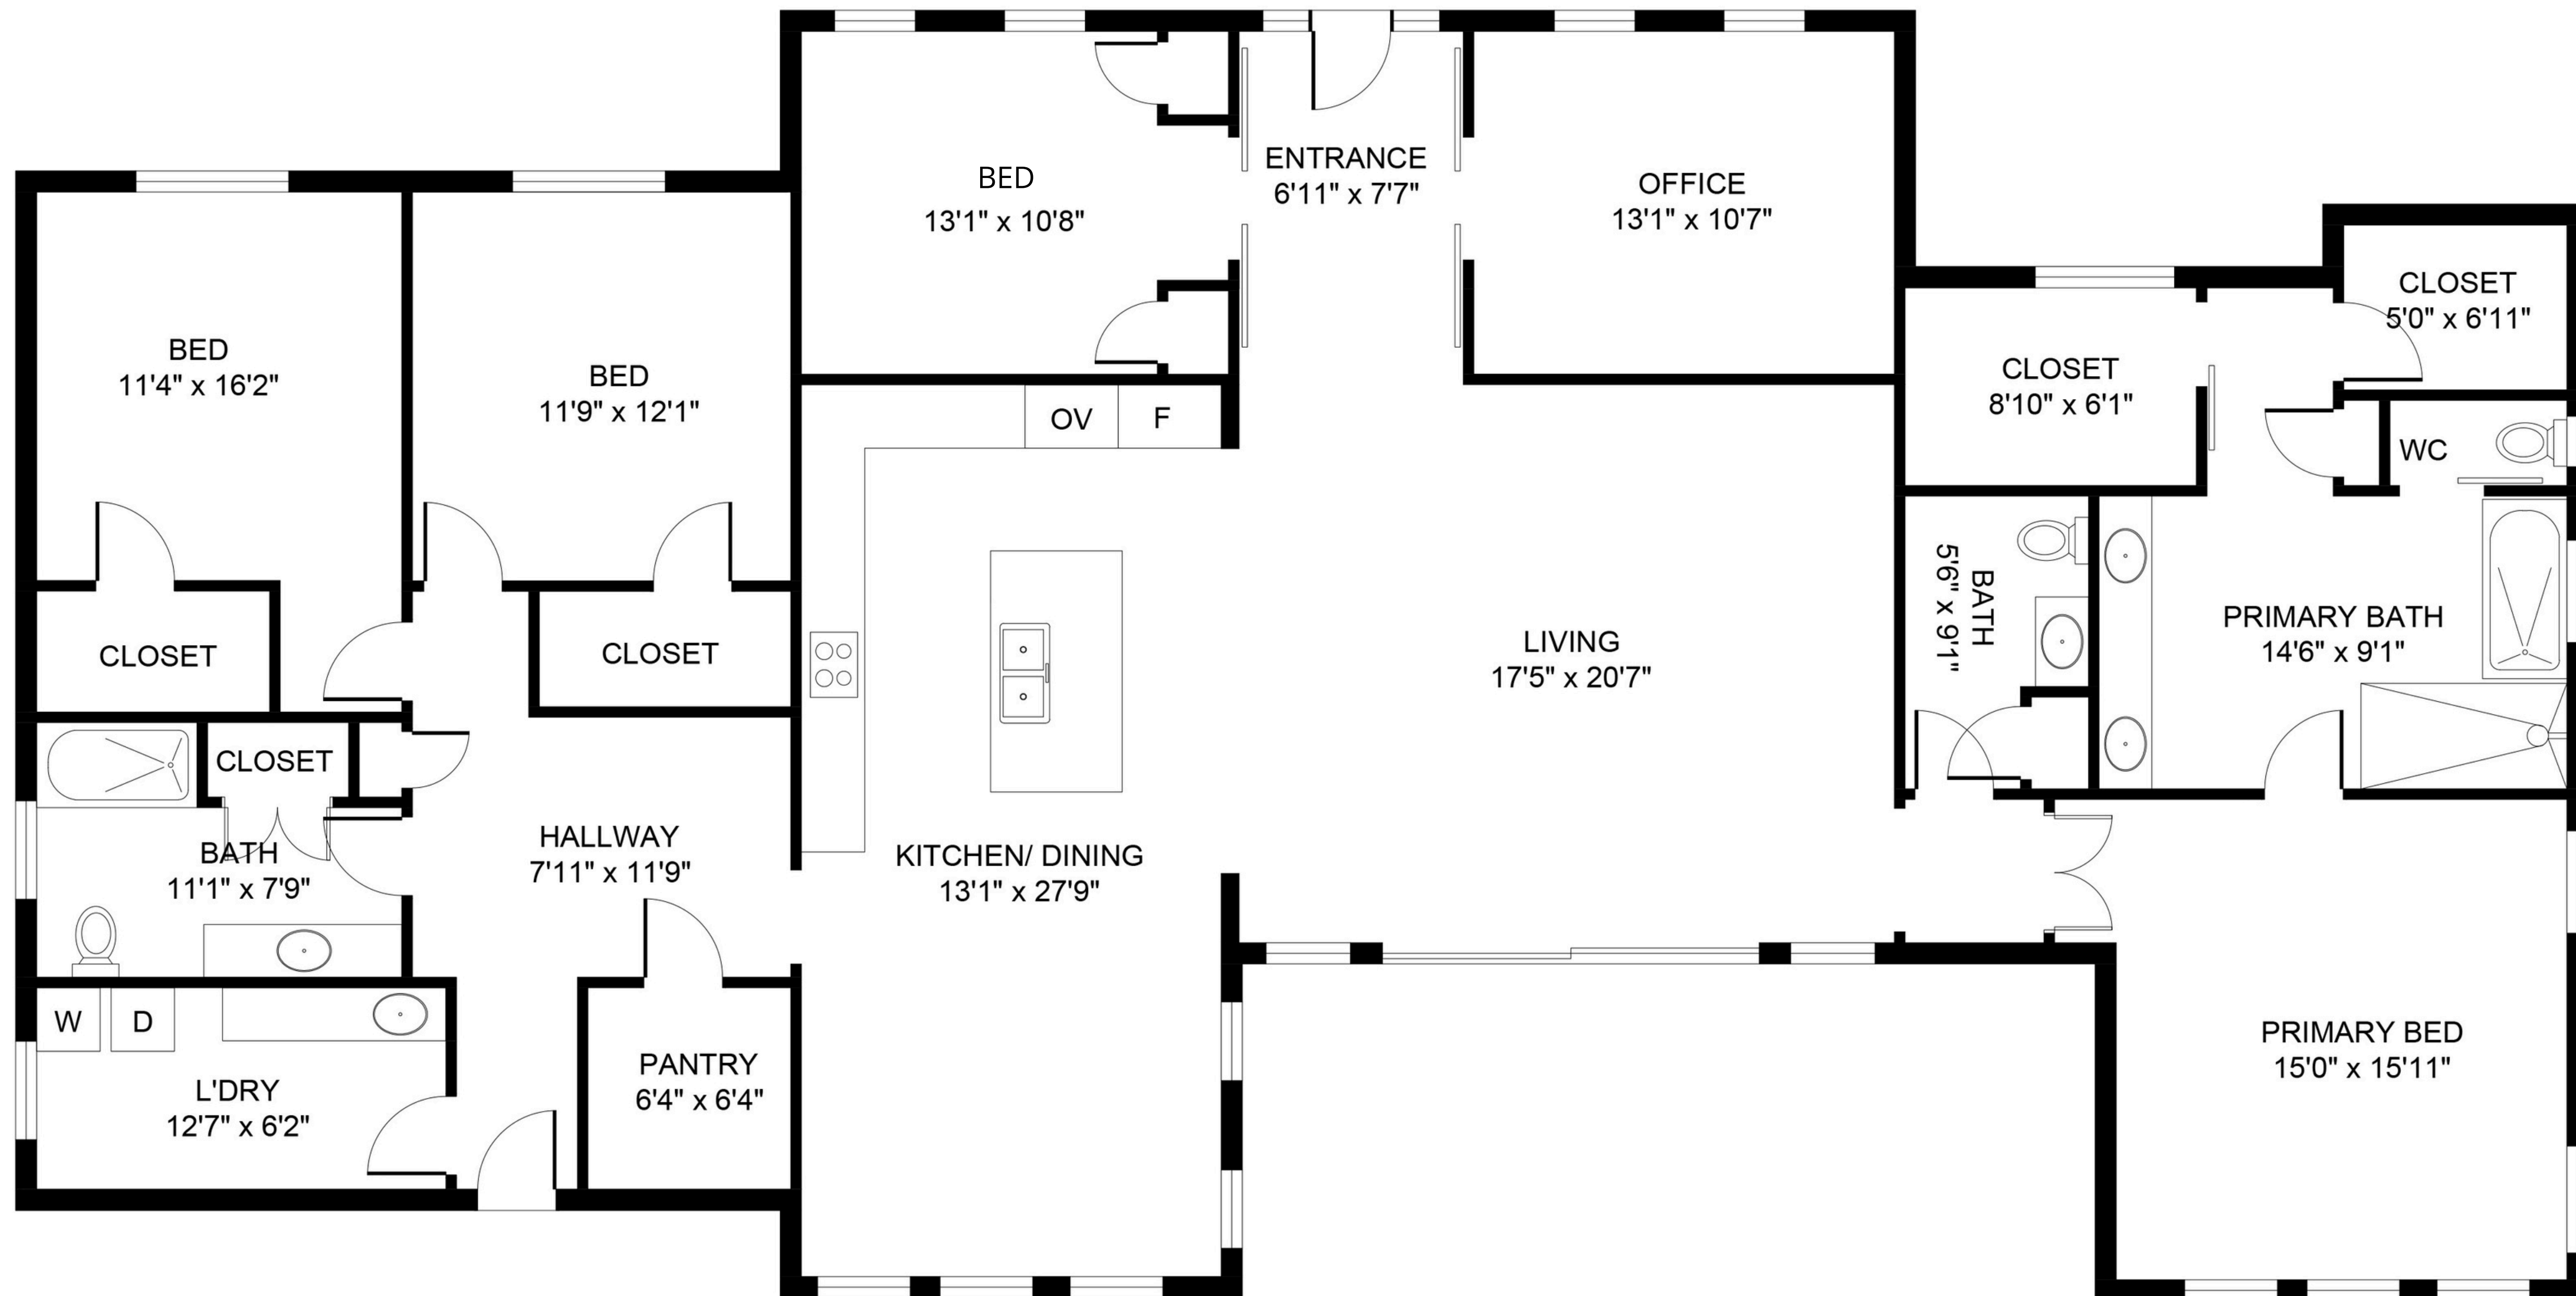 BED
13'1" x 10'8"
ENTRANCE
6'11" x 7'7"
OFFICE
13'1" x 10'7"
BED
11'4" x 16'2"
BED
11'9" x 12'1"
CLOSET
5'0" x 6'11"
CLOSET
8'10" x 6'1"
OV
F
WC
CLOSET
CLOSET
LIVING
17'5" x 20'7"
BATH
5'6" x 9'1"
PRIMARY BATH
14'6" x 9'1"
CLOSET
BATH
11'1" x 7'9"
HALLWAY
7'11" x 11'9"
KITCHEN/ DINING
13'1" x 27'9"
W
D
L'DRY
12'7" x 6'2"
PANTRY
6'4" x 6'4"
PRIMARY BED
15'0" x 15'11"